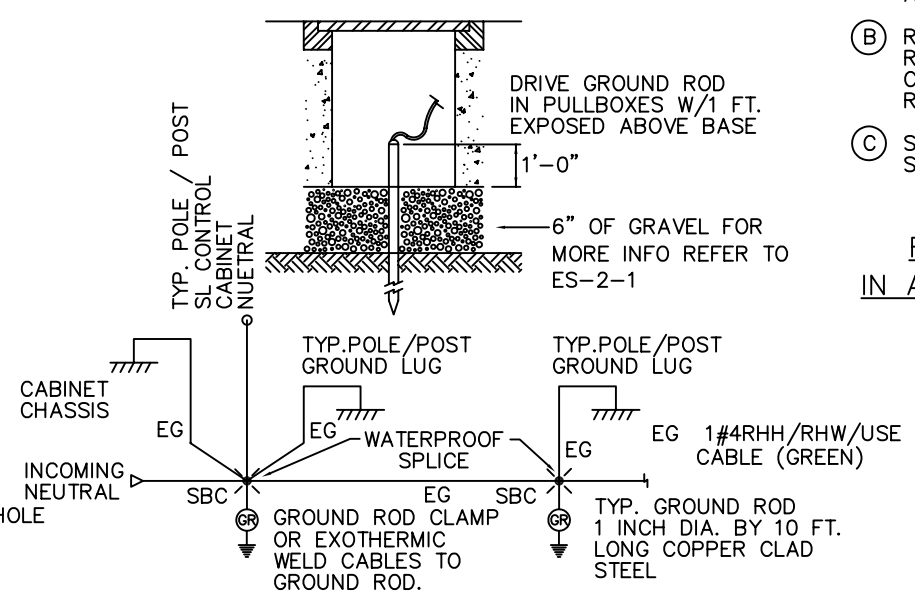 DRIVE GROUND ROD
IN PULLBOXES W/1 FT.
EXPOSED ABOVE BASE
1'-0"
6" OF GRAVEL FOR
MORE INFO REFER TO
ES-2-1
B
R
R
C
R
C
S
S
IN A
TYP. POLE / POST
SL CONTROL
CABINET
NUETRAL
TYP.POLE/POST
GROUND LUG
TYP.POLE/POST
GROUND LUG
CABINET
CHASSIS
EG
EG
WATERPROOF
SPLICE
EG
EG 1#4RHH/RHW/USE
CABLE (GREEN)
INCOMING
NEUTRAL
HOLE
SBC
EG
SBC
GR
GROUND ROD CLAMP
OR EXOTHERMIC
WELD CABLES TO
GROUND ROD.
GR
TYP. GROUND ROD
1 INCH DIA. BY 10 FT.
LONG COPPER CLAD
STEEL